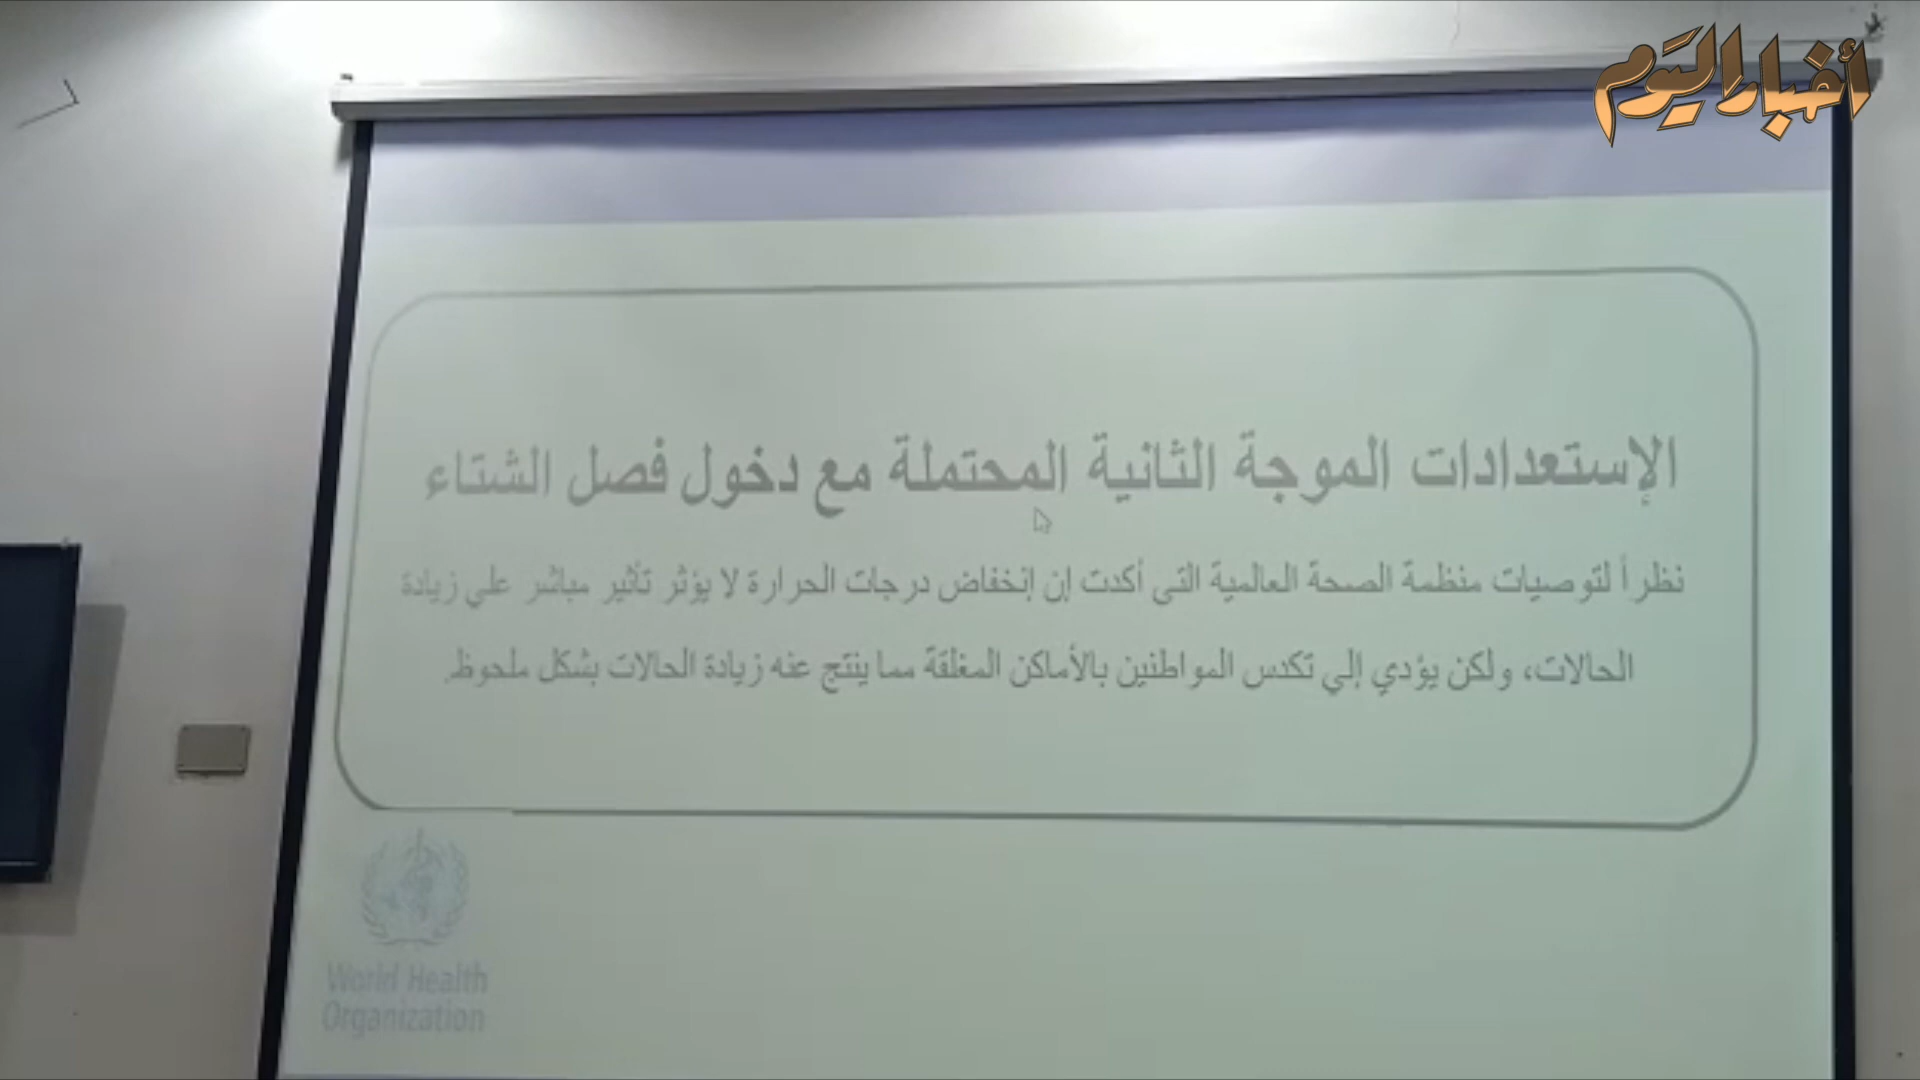 أخبار اليوم
الإستعدادات الموجة الثانية المحتملة مع دخول فصل الشتاء
نظراً لتوصيات منظمة الصحة العالمية التى أكدت إن إنخفاض درجات الحرارة لا يؤثر تأثير مباشر علي زيادة
الحالات، ولكن يؤدي إلي تكدس المواطنين بالأماكن المغلقة مما ينتج عنه زيادة الحالات بشكل ملحوظ.
World Health
Organization